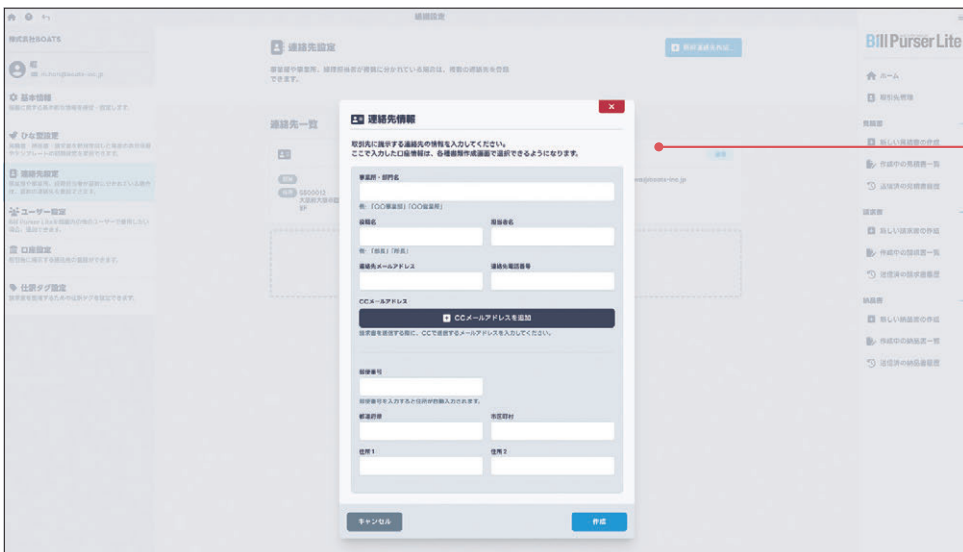 連絡設定
株式会社BOATS
基本情報
ひな型設定
連絡先設定
ユーザー設定
口座設定
仕訳タグ設定
連絡先設定
できます。
連絡先一覧
連絡先情報
取引先に提示する連絡先の情報を入力してください。
ここで入力した口座情報は、各種書類作成画面で選択できるようになります。
事業所・部門名
例: 「〇〇事業部」「〇〇営業所」
役職名
担当者名
例: 「部長」「所長」
連絡先メールアドレス
連絡先電話番号
CCメールアドレス
CCメールアドレスを追加
請求書を送信する際に、CCで送信するメールアドレスを入力してください。
郵便番号
郵便番号を入力すると住所が自動入力されます。
都道府県
市区町村
住所1
住所2
キャンセル
作成
Bill Purser Lite
ホーム
取引先管理
見積書
新しい見積書の作成
作成中の見積書一覧
送信済の見積書履歴
請求書
新しい請求書の作成
作成中の請求書一覧
送信済の請求書履歴
納品書
新しい納品書の作成
作成中の納品書一覧
送信済の納品書履歴